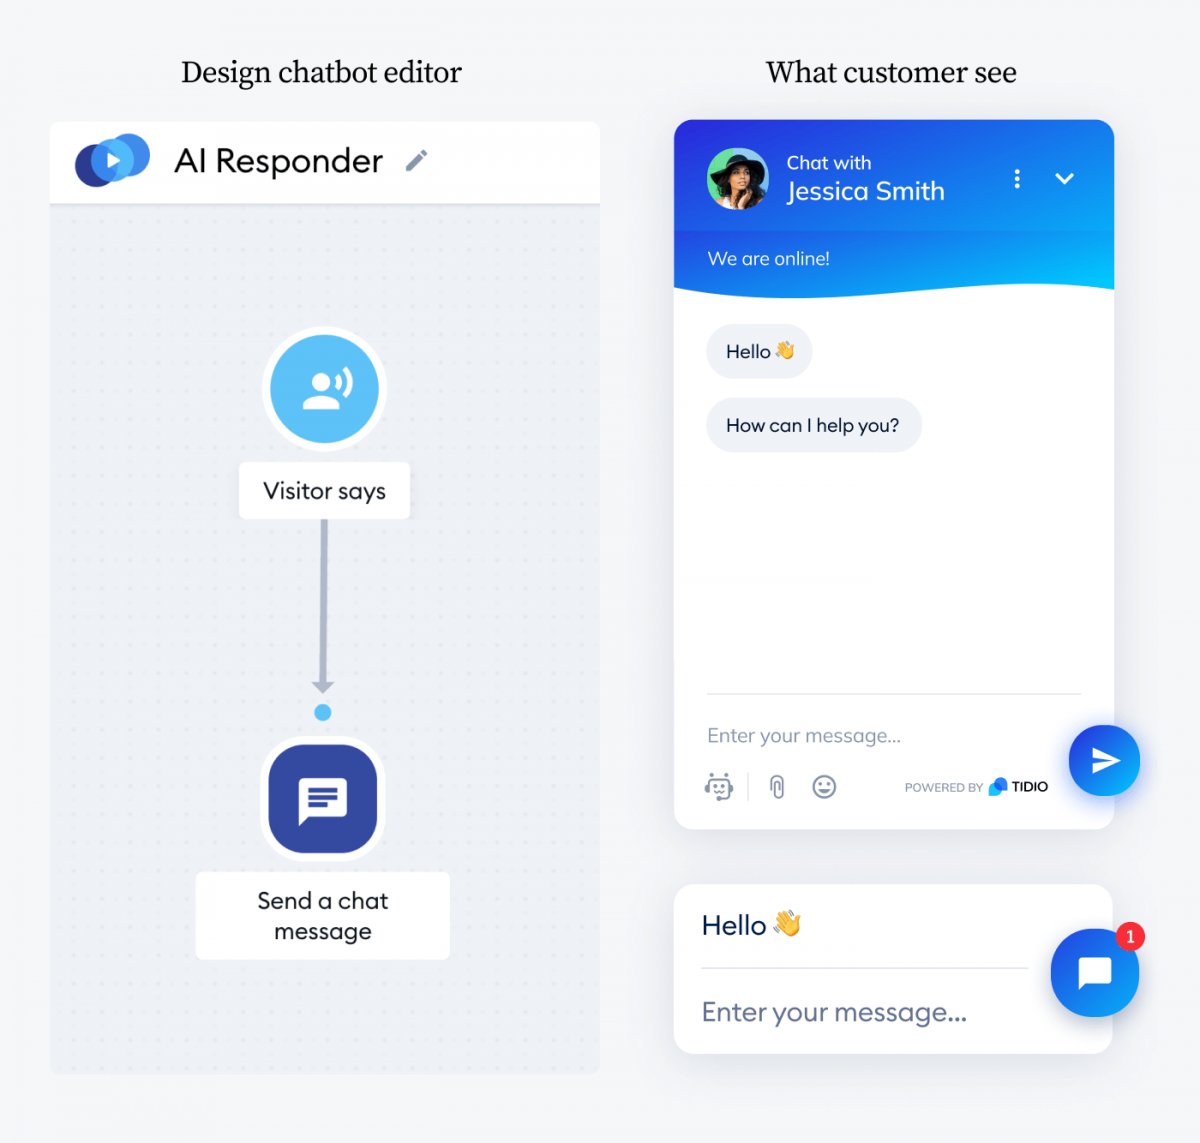 Design chatbot editor
AI Responder
Visitor says
Send a chat
message
What customer see
Chat with
Jessica Smith
We are online!
Hello 👋
How can I help you?
Enter your message...
POWERED BY TIDIO
Hello 👋
1
Enter your message...